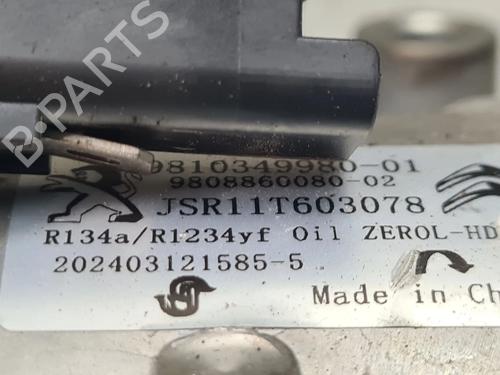 B-PARTS
9810349980-01
9808860080-02
JSR11T603078
R134a/R1234yf Oil ZEROL-HD
202403121585-5
Made in Ch